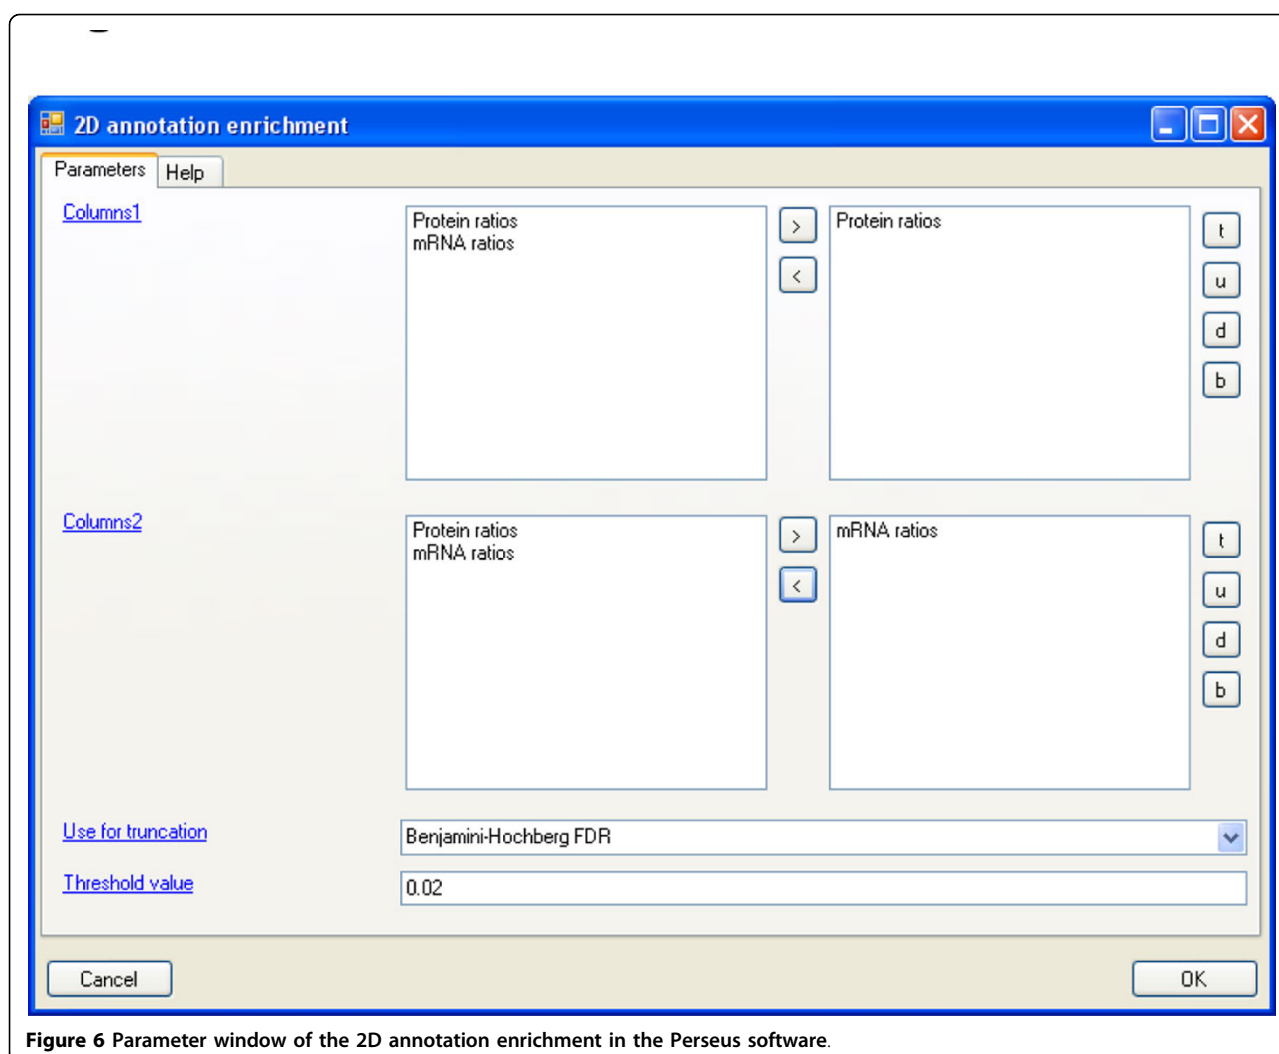 2D annotation enrichment
Parameters
Help
Columns1
Protein ratios
mRNA ratios
>
<
Protein ratios
t
u
d
b
Columns2
Protein ratios
mRNA ratios
>
<
mRNA ratios
t
u
d
b
Use for truncation
Benjamini-Hochberg FDR
Threshold value
0.02
Cancel
OK
Figure 6 Parameter window of the 2D annotation enrichment in the Perseus software.